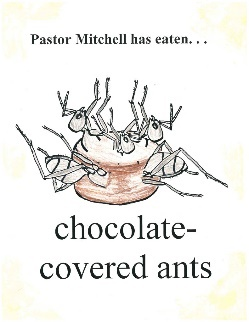 Pastor Mitchell has eaten. . .
chocolate-
covered ants